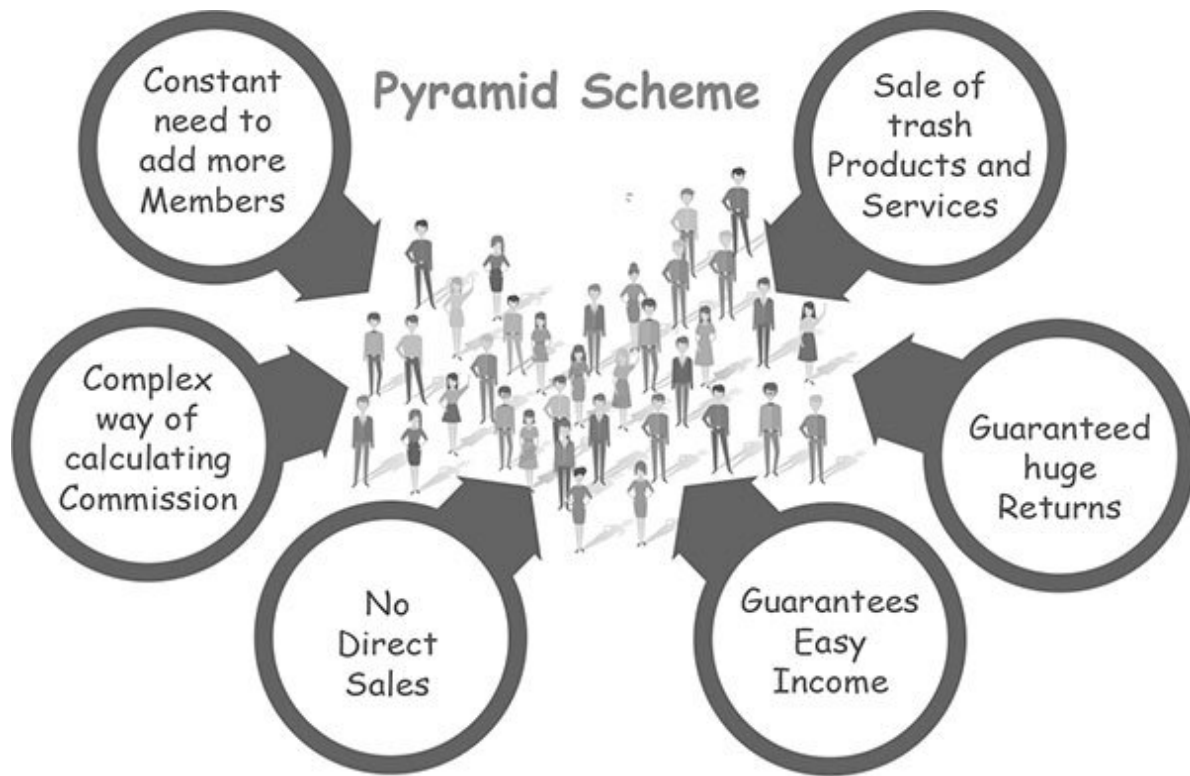 Pyramid Scheme
Constant
need to
add more
Members
Sale of
trash
Products and
Services
Complex
way of
calculating
Commission
Guaranteed
huge
Returns
No
Direct
Sales
Guarantees
Easy
Income